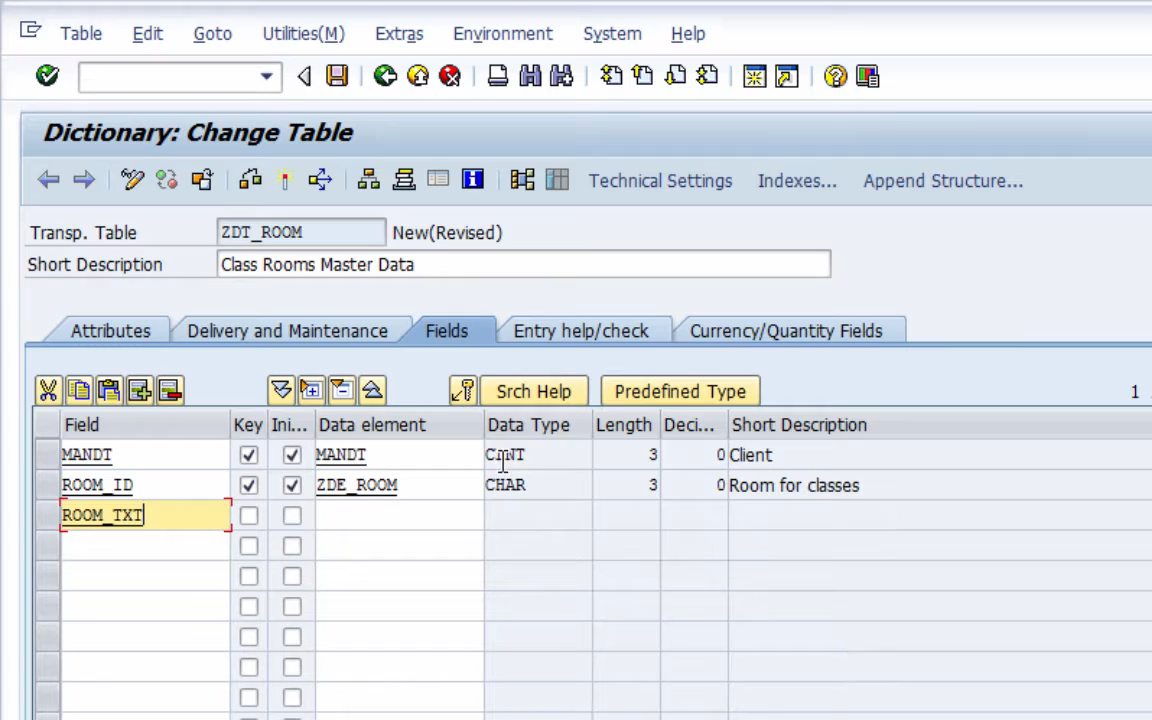 Table Edit Goto Utilities(M) Extras Environment System Help
Dictionary: Change Table
Technical Settings Indexes... Append Structure...
Transp. Table ZDT_ROOM New(Revised)
Short Description Class Rooms Master Data
Attributes Delivery and Maintenance Fields Entry help/check Currency/Quantity Fields
Srch Help Predefined Type 1
Field Key Ini... Data element Data Type Length Deci... Short Description
MANDT MANDT CLNT 3 0 Client
ROOM_ID ZDE_ROOM CHAR 3 0 Room for classes
ROOM_TXT